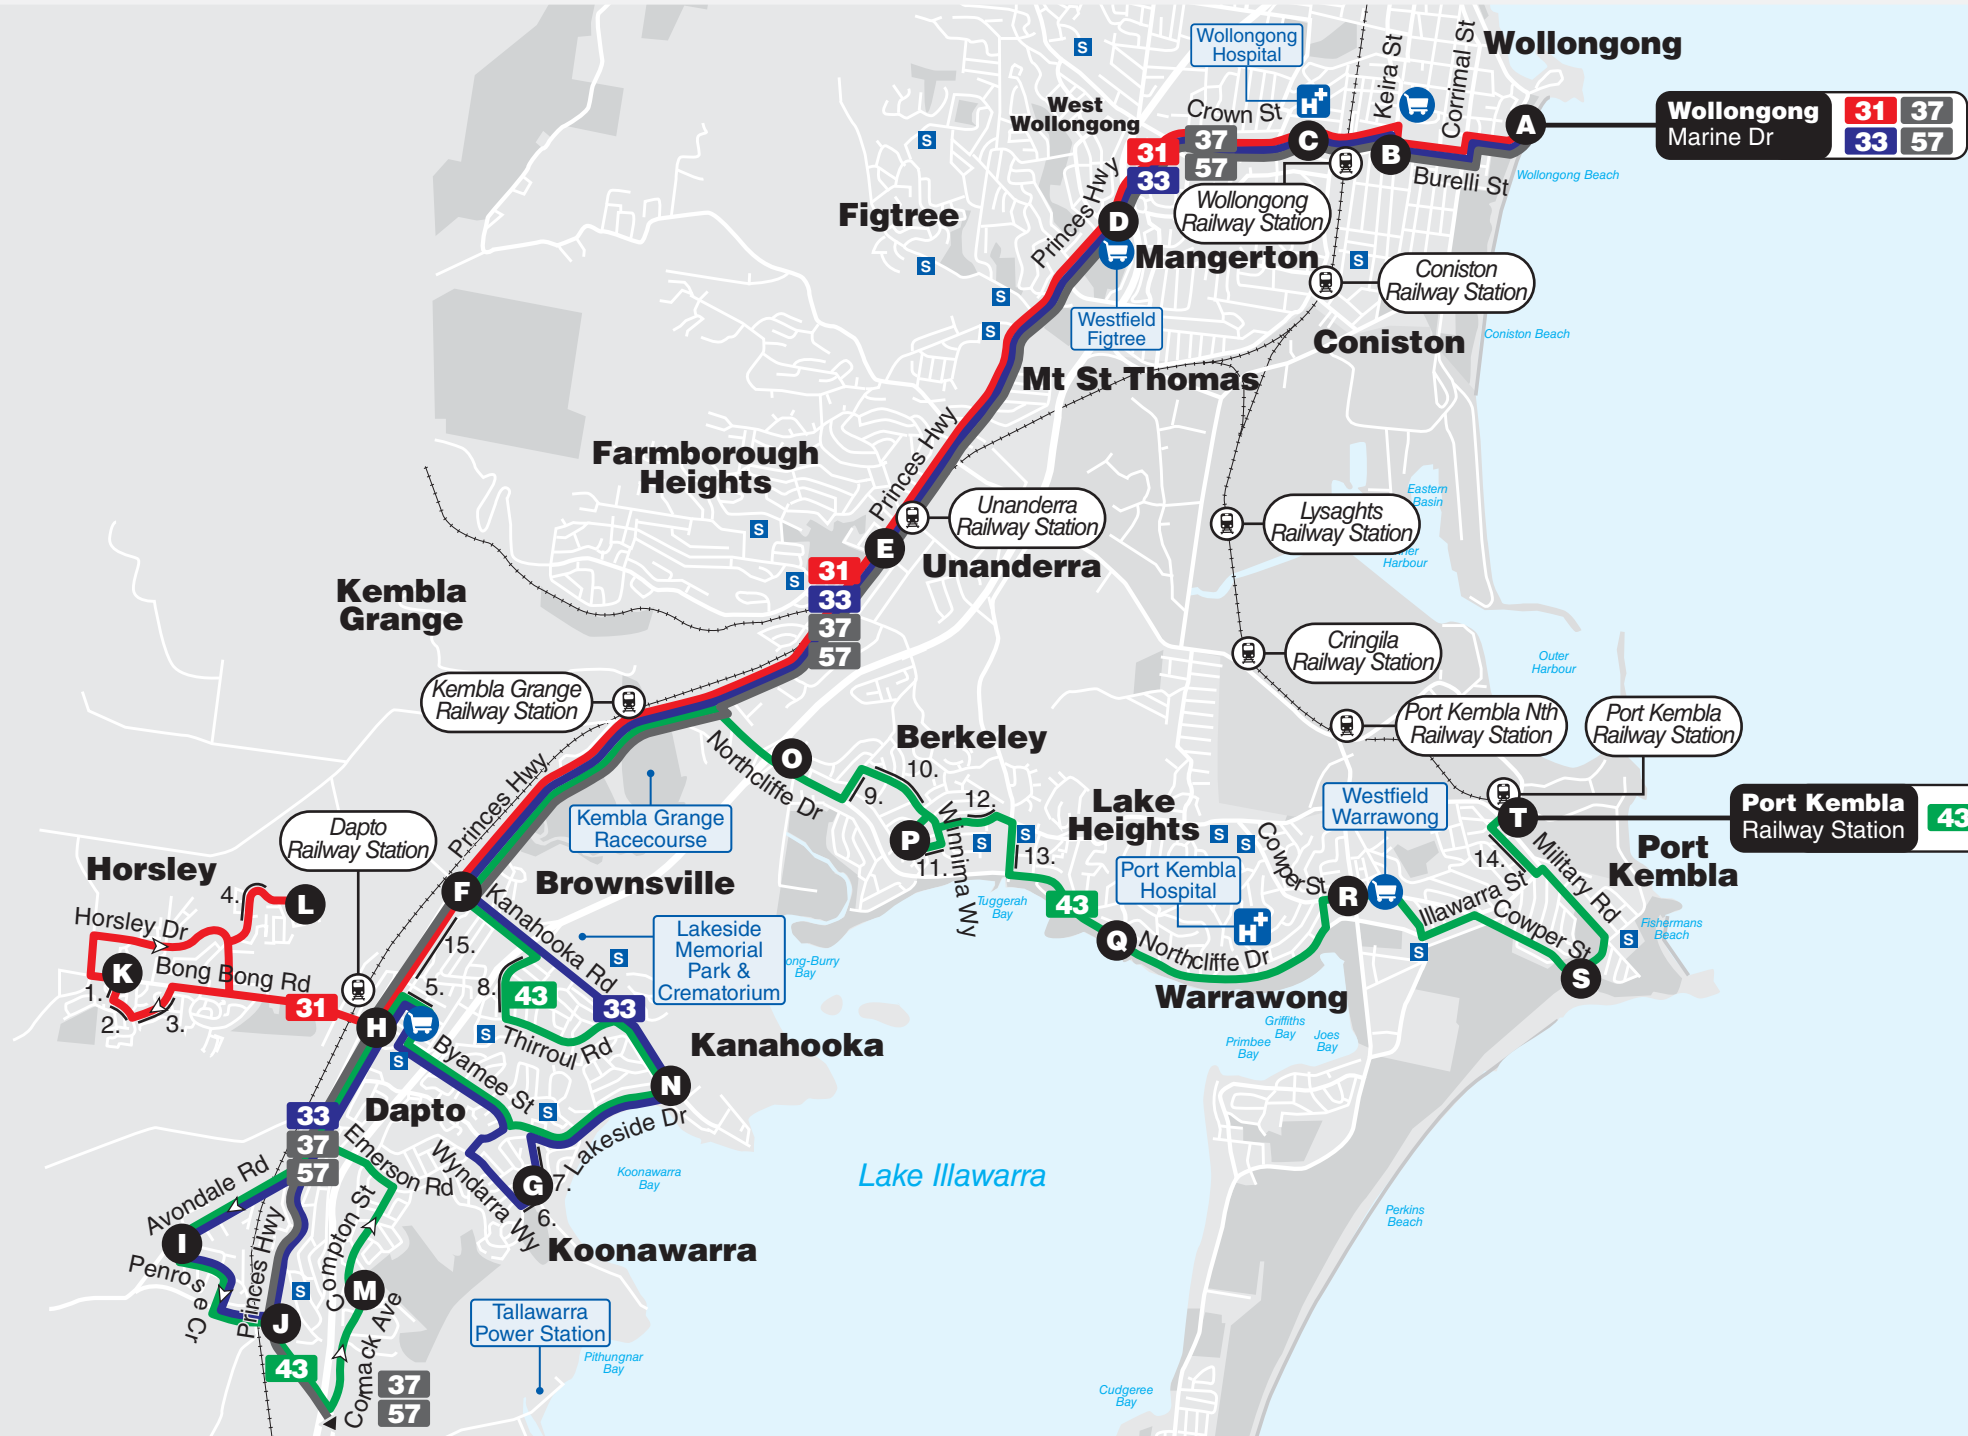 Wollongong
Hospital
Keira St
Corrimal St
Wollongong
West
Wollongong
Crown St
H+
C
B
A
Wollongong
Marine Dr
31
37
33
57
31
33
37
57
Burelli St
Wollongong Beach
Wollongong
Railway Station
Princes Hwy
Figtree
D
Mangerton
S
S
S
S
S
S
Coniston
Railway Station
Westfield
Figtree
Coniston
Coniston Beach
Mt St Thomas
Princes Hwy
Farmborough
Heights
S
Unanderra
Railway Station
Eastern
Basin
Lysaghts
Railway Station
Harbour
E
Unanderra
S
31
33
37
57
Kembla
Grange
Cringila
Railway Station
Outer
Harbour
Kembla Grange
Railway Station
Port Kembla Nth
Railway Station
Port Kembla
Railway Station
Northcliffe Dr
O
Berkeley
10.
9.
Princes Hwy
Kembla Grange
Racecourse
12.
P
11.
Winnima Wy
S
S
13.
Lake
Heights
S
S
Westfield
Warrawong
T
Port Kembla
Railway Station
43
14.
Military Rd
Port
Kembla
Dapto
Railway Station
Horsley
4.
L
F
Brownsville
Kanahooka Rd
Tuggerah
Bay
43
Port Kembla
Hospital
H+
Cowper St
R
Illawarra St
Cowper St
S
Fishermans
Beach
S
S
Q
Northcliffe Dr
Warrawong
Horsley Dr
K
Bong Bong Rd
1.
2.
3.
31
15.
5.
8.
43
S
33
Lakeside
Memorial
Park &
Crematorium
ong-Burry
Bay
H
S
S
Thirroul Rd
Kanahooka
Griffiths
Bay
Primbee
Bay
Joes
Bay
Byamee St
N
Dapto
S
33
37
57
Emerson Rd
Wyndarra Wy
G
7.
6.
Lakeside Dr
Koonawarra
Bay
Lake Illawarra
Avondale Rd
I
Penrose Cr
Princes Hwy
Compton St
Koonawarra
Perkins
Beach
S
M
J
Comack Ave
Tallawarra
Power Station
Pithungnar
Bay
43
37
57
Cudgeree
Bay